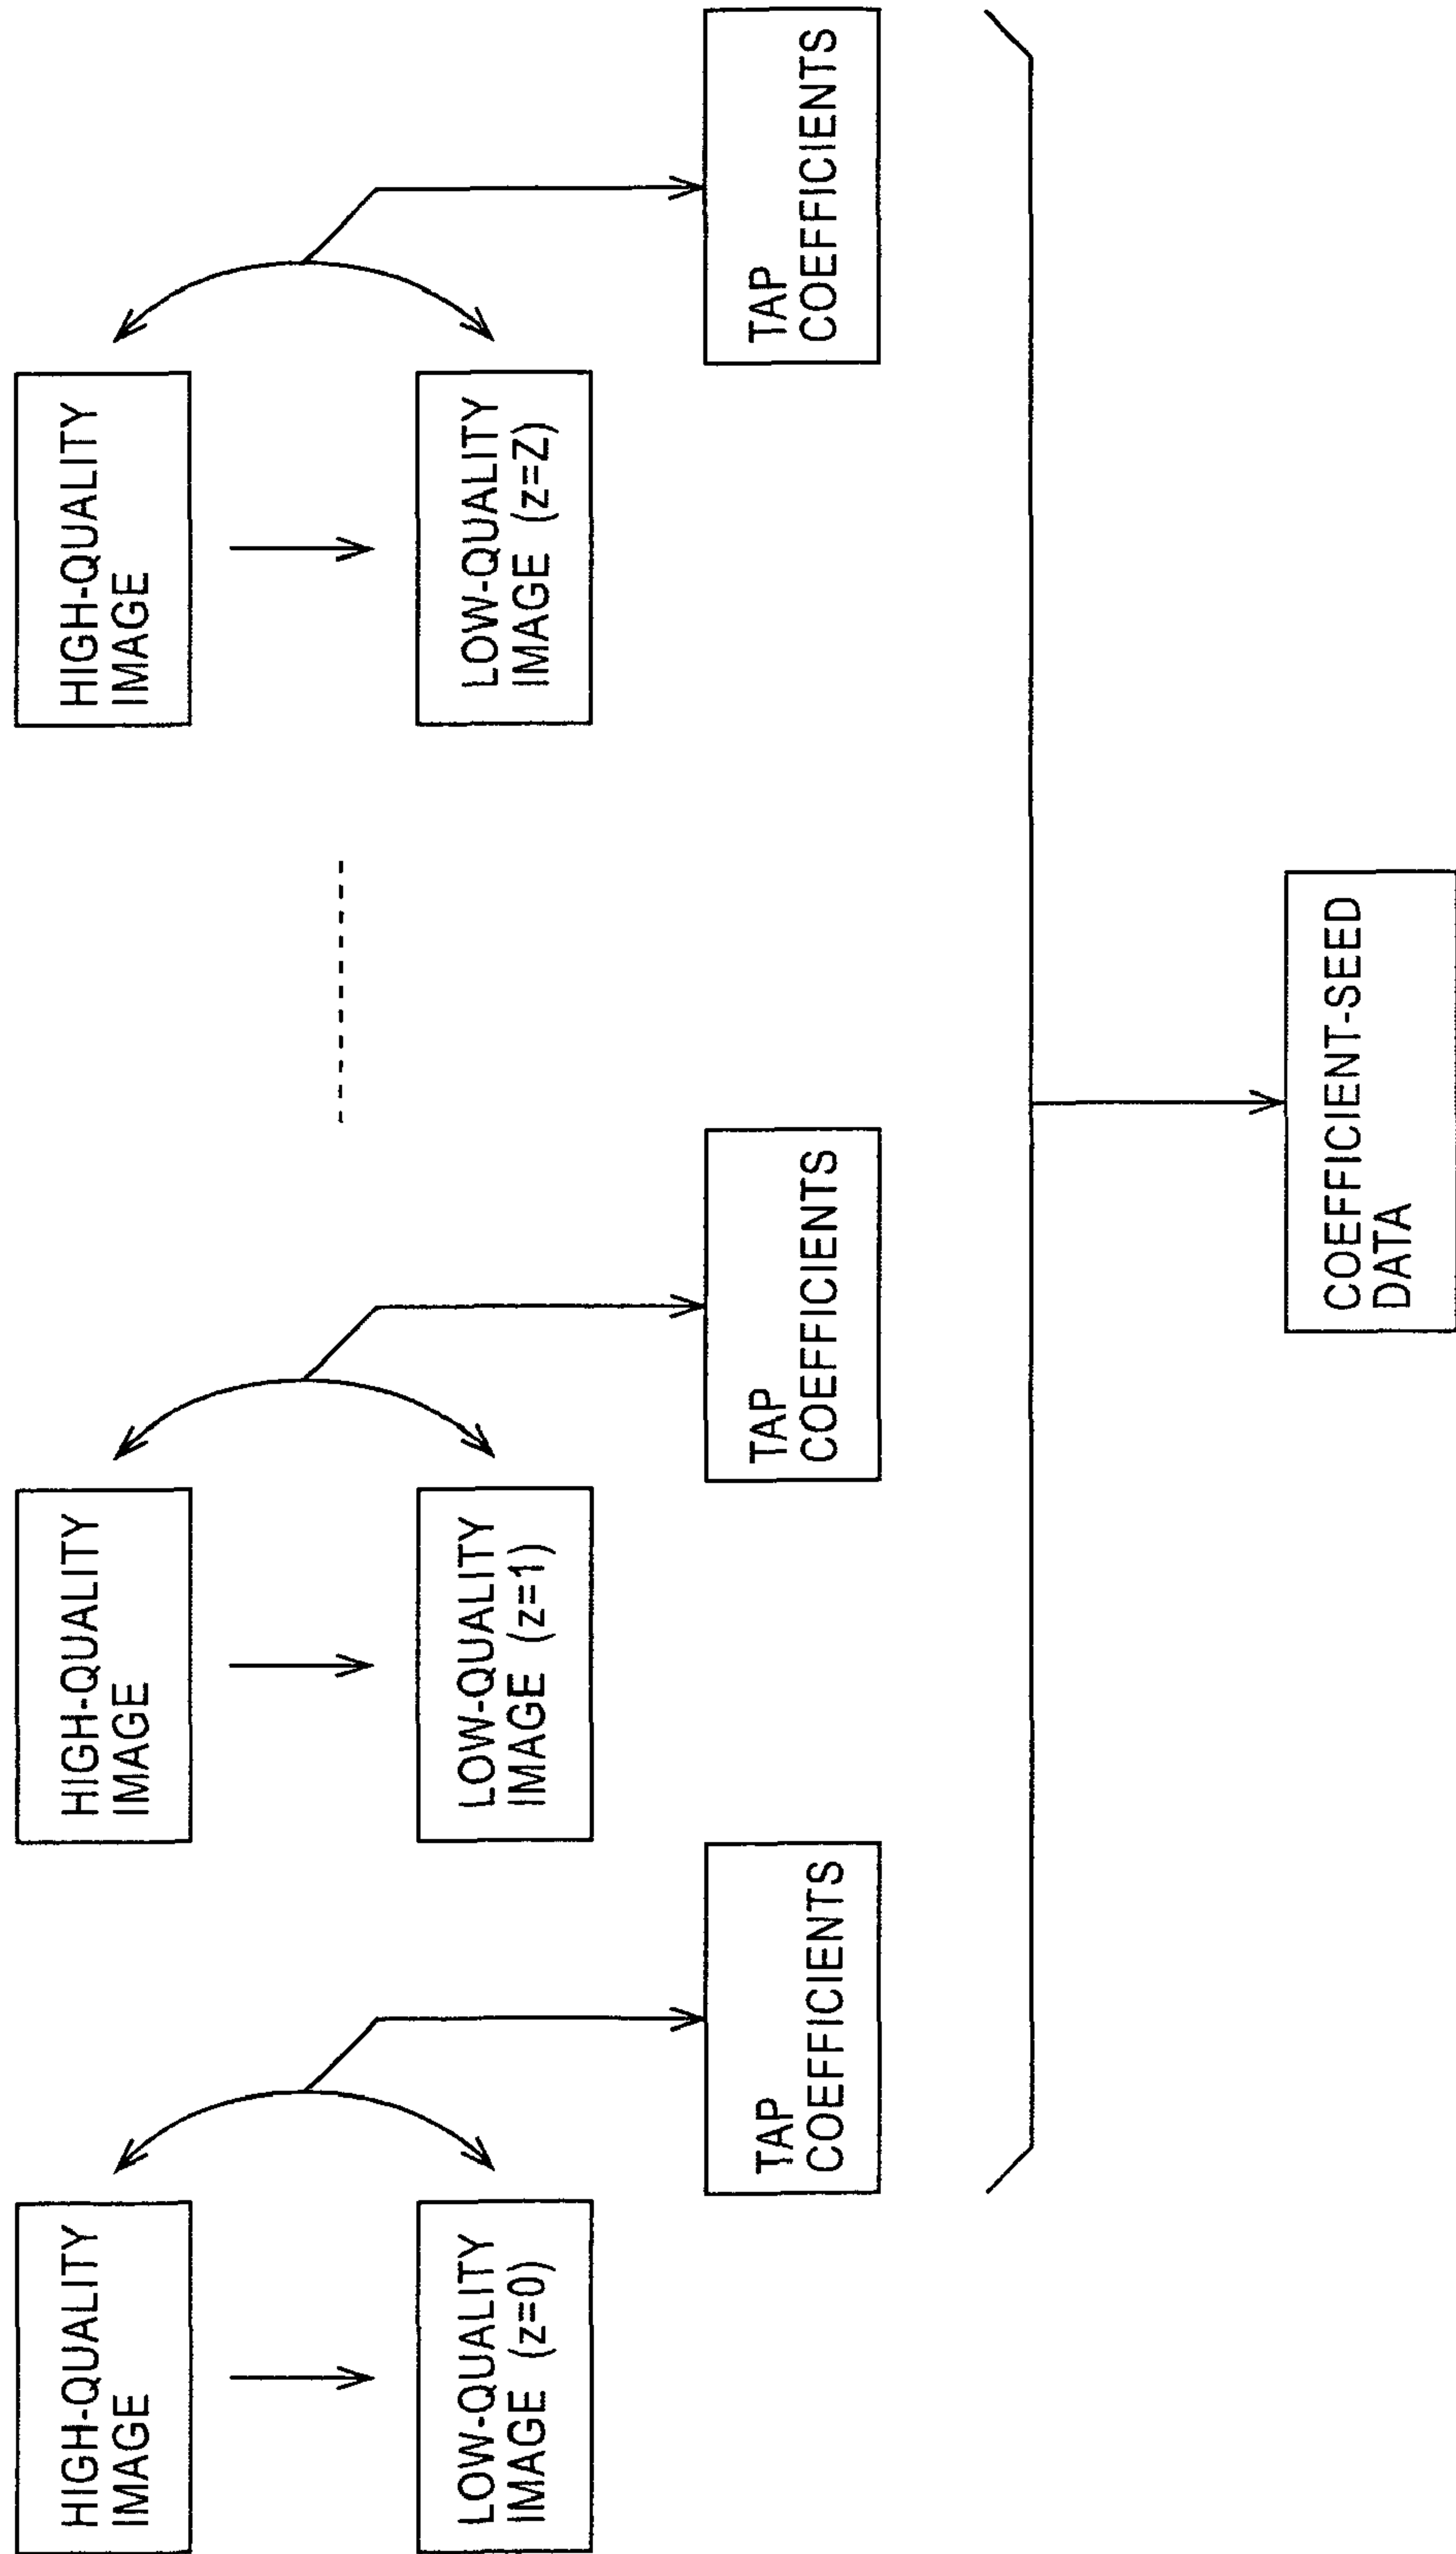 HIGH-QUALITY
IMAGE
LOW-QUALITY
IMAGE (z=0)
TAP
COEFFICIENTS
HIGH-QUALITY
IMAGE
LOW-QUALITY
IMAGE (z=1)
TAP
COEFFICIENTS
HIGH-QUALITY
IMAGE
LOW-QUALITY
IMAGE (z=Z)
TAP
COEFFICIENTS
COEFFICIENT-SEED
DATA